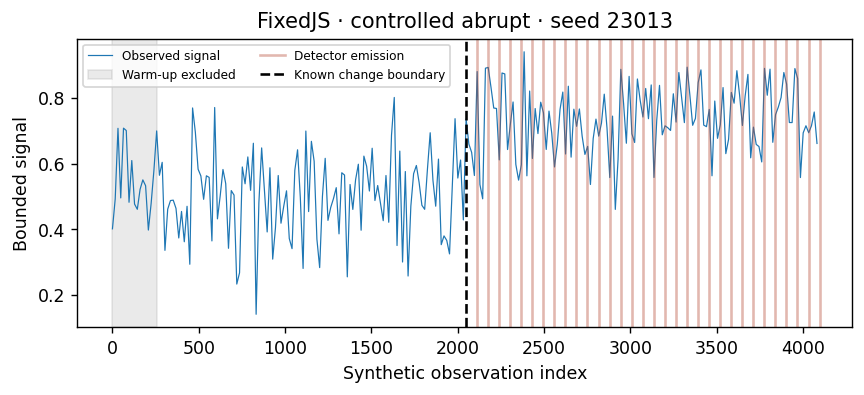 FixedJS · controlled abrupt · seed 23013
Observed signal
Warm-up excluded
Detector emission
Known change boundary
Bounded signal
0.8
0.6
0.4
0.2
0 500 1000 1500 2000 2500 3000 3500 4000
Synthetic observation index